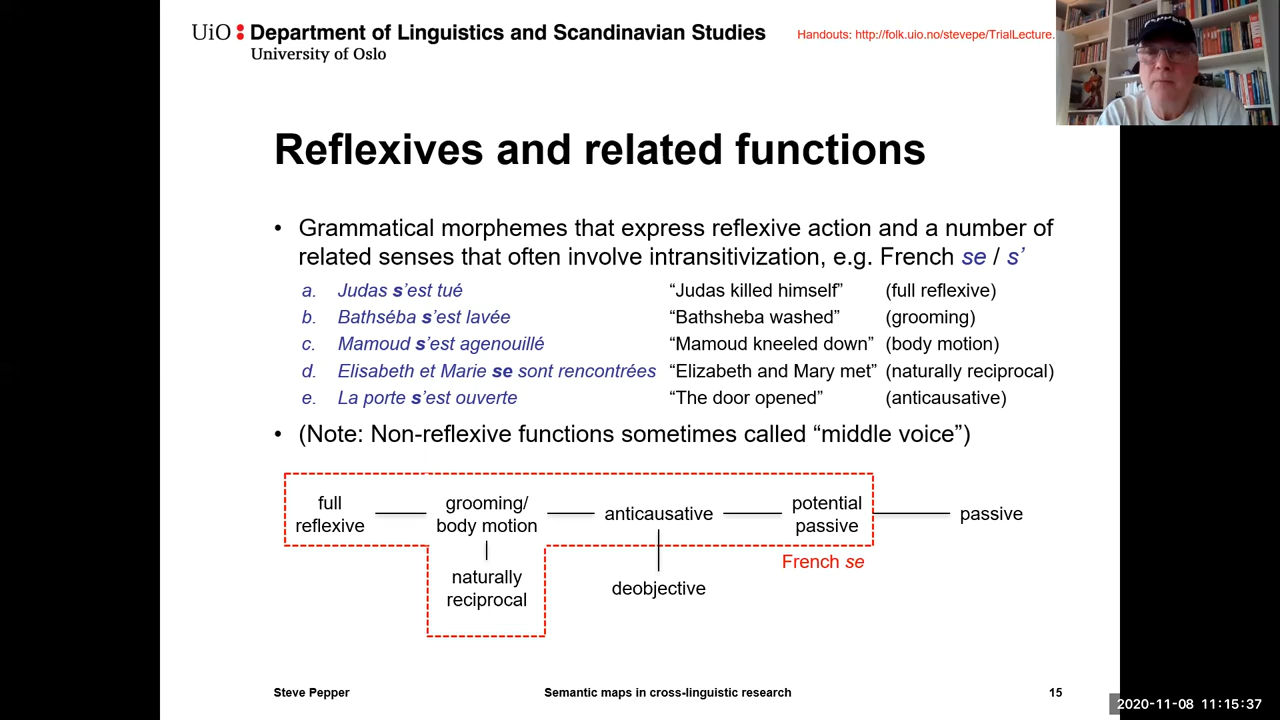 UiO : Department of Linguistics and Scandinavian Studies
University of Oslo
Handouts: http://folk.uio.no/stevepe/TrialLecture.
Reflexives and related functions
• Grammatical morphemes that express reflexive action and a number of
related senses that often involve intransitivization, e.g. French se / s’
a. Judas s’est tué “Judas killed himself” (full reflexive)
b. Bathséba s’est lavée “Bathsheba washed” (grooming)
c. Mamoud s’est agenouillé “Mamoud kneeled down” (body motion)
d. Elisabeth et Marie se sont rencontrées “Elizabeth and Mary met” (naturally reciprocal)
e. La porte s’est ouverte “The door opened” (anticausative)
• (Note: Non-reflexive functions sometimes called “middle voice”)
full
reflexive
grooming/
body motion
anticausative
potential
passive
passive
naturally
reciprocal
deobjective
French se
Steve Pepper
Semantic maps in cross-linguistic research
15
2020-11-08 11:15:37